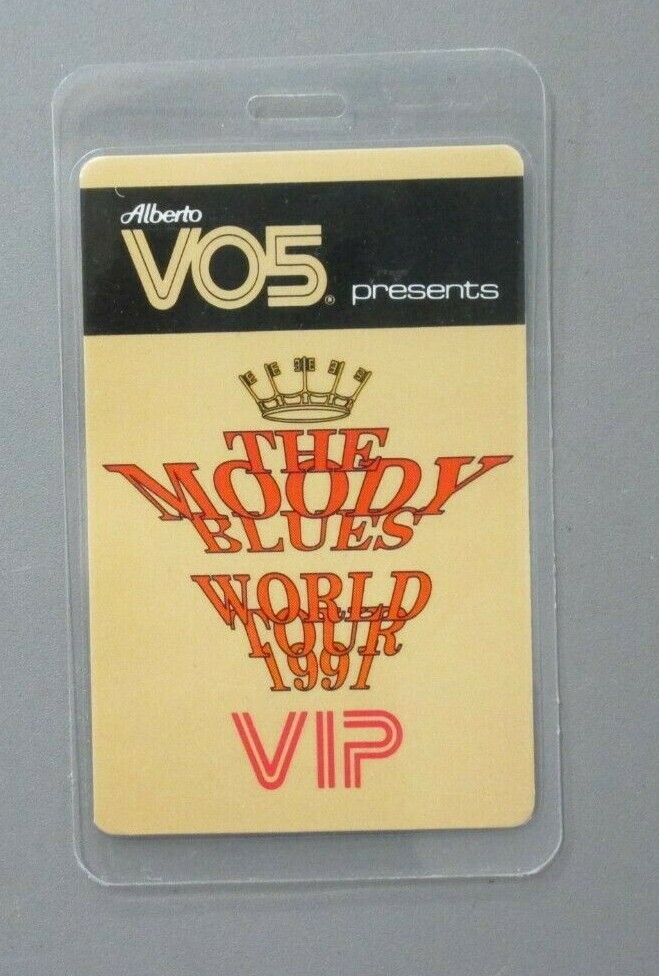 Alberto
VO5® presents
THE
MOODY
BLUES
WORLD
TOUR
1991
VIP